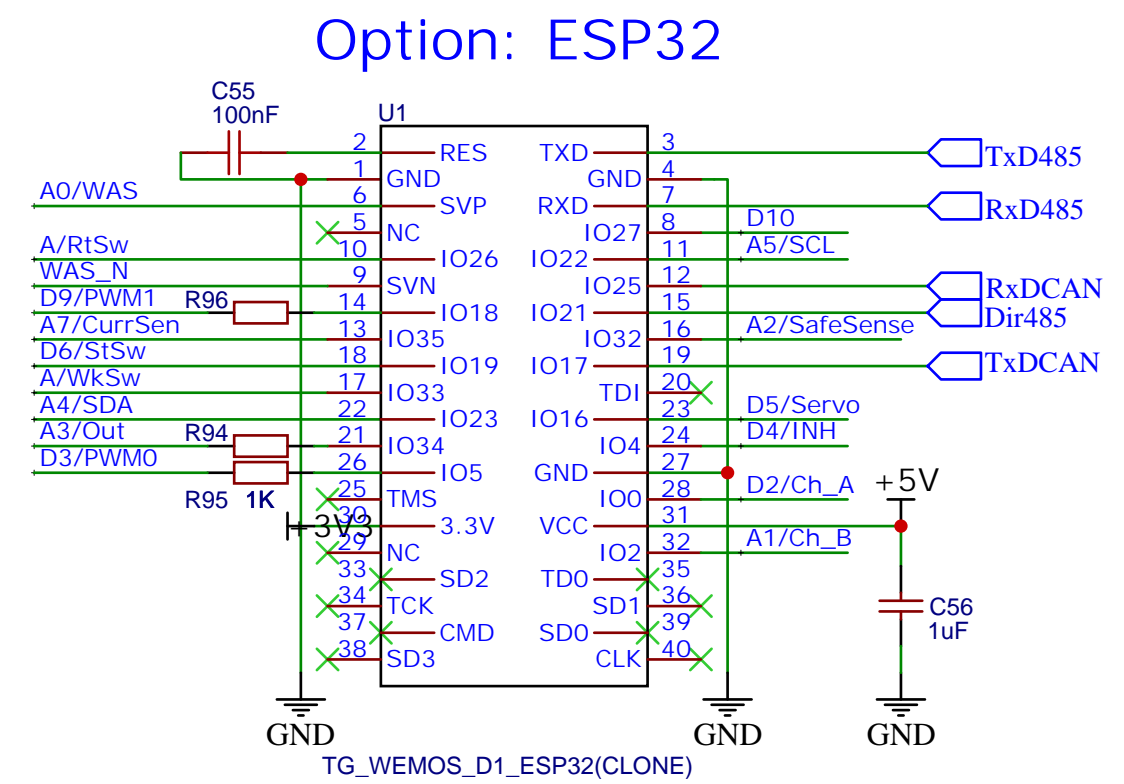 Option: ESP32
C55
100nF
U1
2 RES TXD 3 TxD485
1 GND GND 4
A0/WAS 6 SVP RXD 7 RxD485
5 NC IO27 8 D10
A/RtSw 10 IO26 IO22 11 A5/SCL
WAS_N 9 SVN IO25 12 RxDCAN
D9/PWM1 R96 14 IO18 IO21 15 Dir485
A7/CurrSen 13 IO35 IO32 16 A2/SafeSense
D6/StSw 18 IO19 IO17 19 TxDCAN
A/WkSw 17 IO33 TDI 20
A4/SDA 22 IO23 IO16 23 D5/Servo
A3/Out R94 21 IO34 IO4 24 D4/INH
D3/PWM0 26 IO5 GND 27
R95 1K 25 TMS IO0 28 D2/Ch_A +5V
+3V3 30 3.3V VCC 31
29 NC IO2 32 A1/Ch_B
33 SD2 TD0 35
34 TCK SD1 36 C56
1uF
37 CMD SD0 39
38 SD3 CLK 40
GND GND GND
TG_WEMOS_D1_ESP32(CLONE)